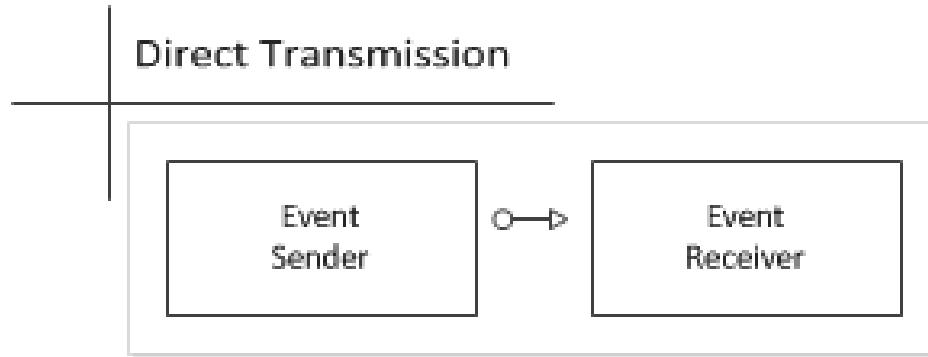 Direct Transmission
Event
Sender
Event
Receiver